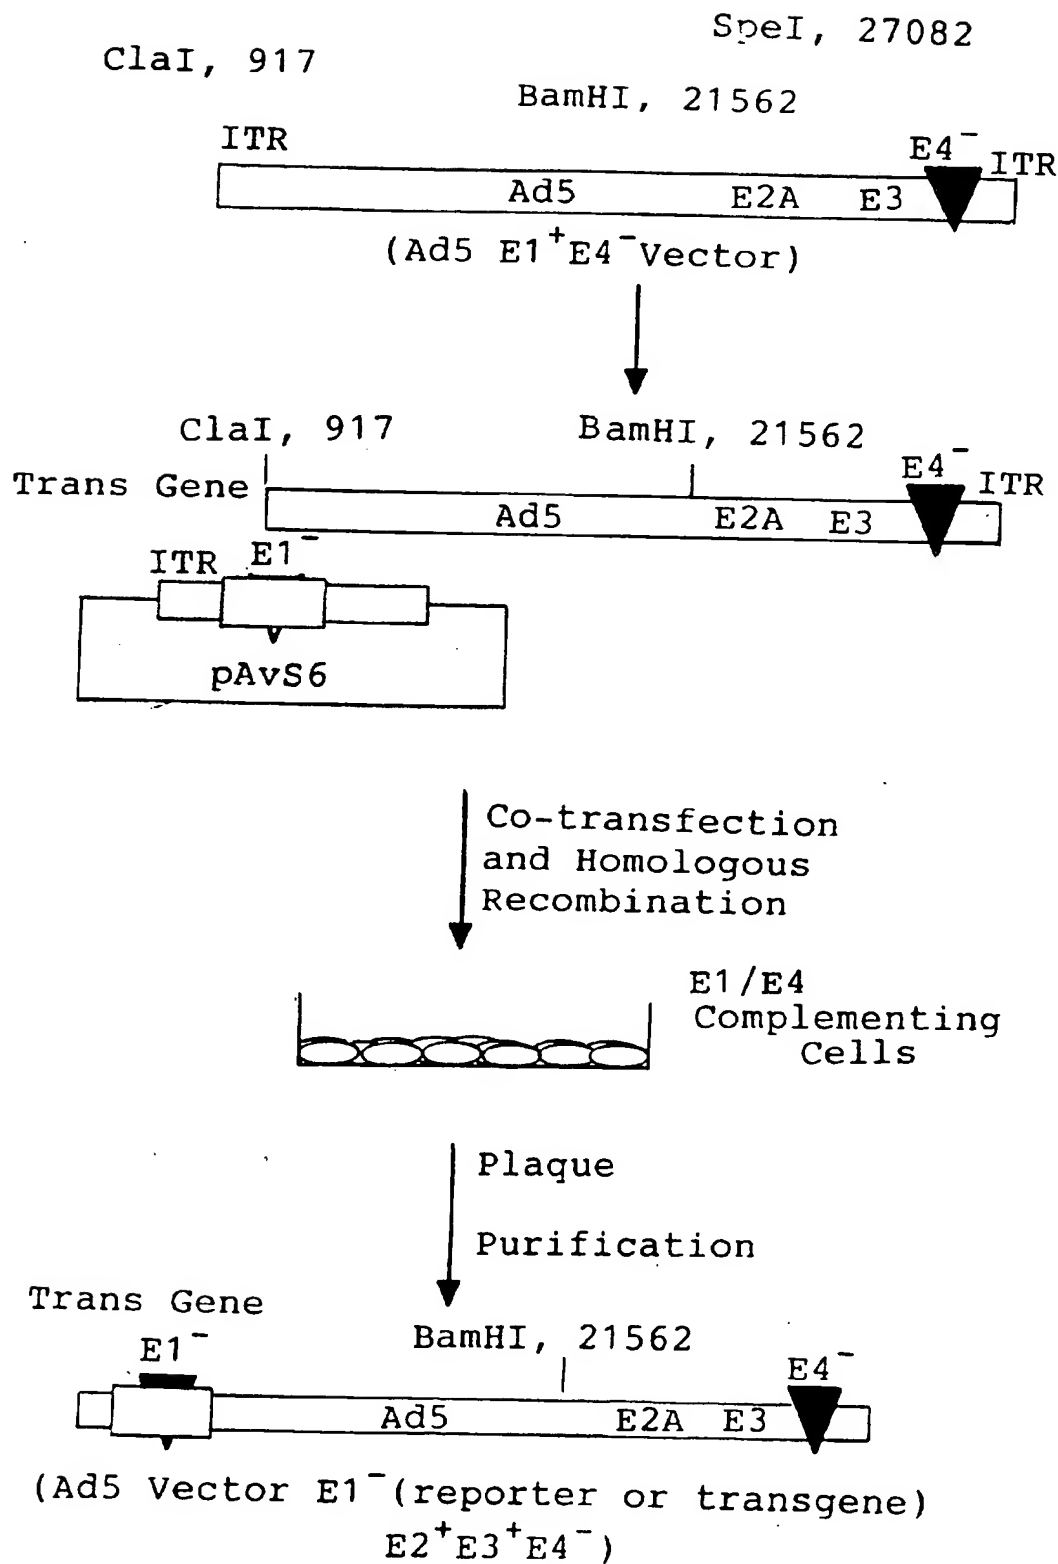 SpeI, 27082
ClaI, 917
BamHI, 21562
ITR
E4⁻
ITR
Ad5 E2A E3
(Ad5 E1⁺E4⁻Vector)
ClaI, 917
BamHI, 21562
E4⁻
Trans Gene
ITR
Ad5 E2A E3
ITR E1⁻
pAvS6
Co-transfection
and Homologous
Recombination
E1/E4
Complementing
Cells
Plaque
Purification
Trans Gene
BamHI, 21562
E1⁻
E4⁻
Ad5 E2A E3
(Ad5 Vector E1⁻(reporter or transgene)
E2⁺E3⁺E4⁻)